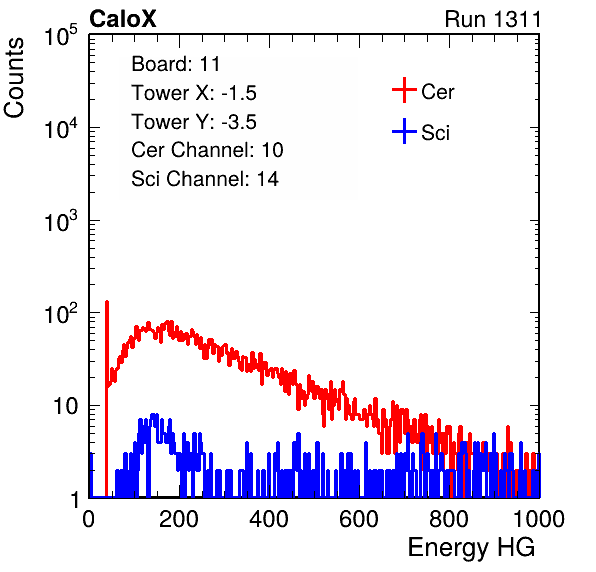 CaloX Run 1311
Counts
10^5
10^4
10^3
10^2
10
1
Board: 11
Tower X: -1.5
Tower Y: -3.5
Cer Channel: 10
Sci Channel: 14
Cer
Sci
0 200 400 600 800 1000
Energy HG